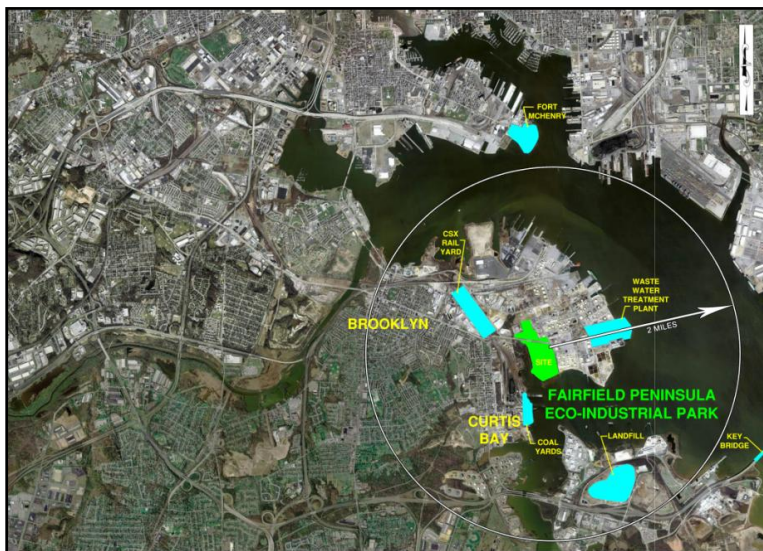 FORT
MCHENRY
CSX
RAIL
YARD
WASTE
WATER
TREATMENT
PLANT
BROOKLYN
2 MILES
SITE
FAIRFIELD PENINSULA
ECO-INDUSTRIAL PARK
CURTIS
BAY
COAL
YARDS
LANDFILL
KEY
BRIDGE